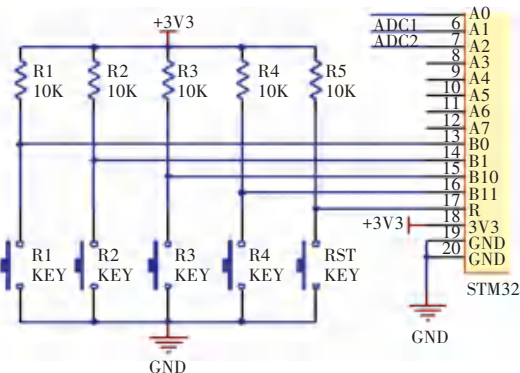 +3V3
R1 10K
R2 10K
R3 10K
R4 10K
R5 10K
ADC1
ADC2
A0
6 A1
7 A2
8 A3
9 A4
10 A5
11 A6
12 A7
13 B0
14 B1
15 B10
16 B11
17 R
+3V3 18 3V3
19 GND
20 GND
STM32
R1 KEY
R2 KEY
R3 KEY
R4 KEY
RST KEY
GND
GND